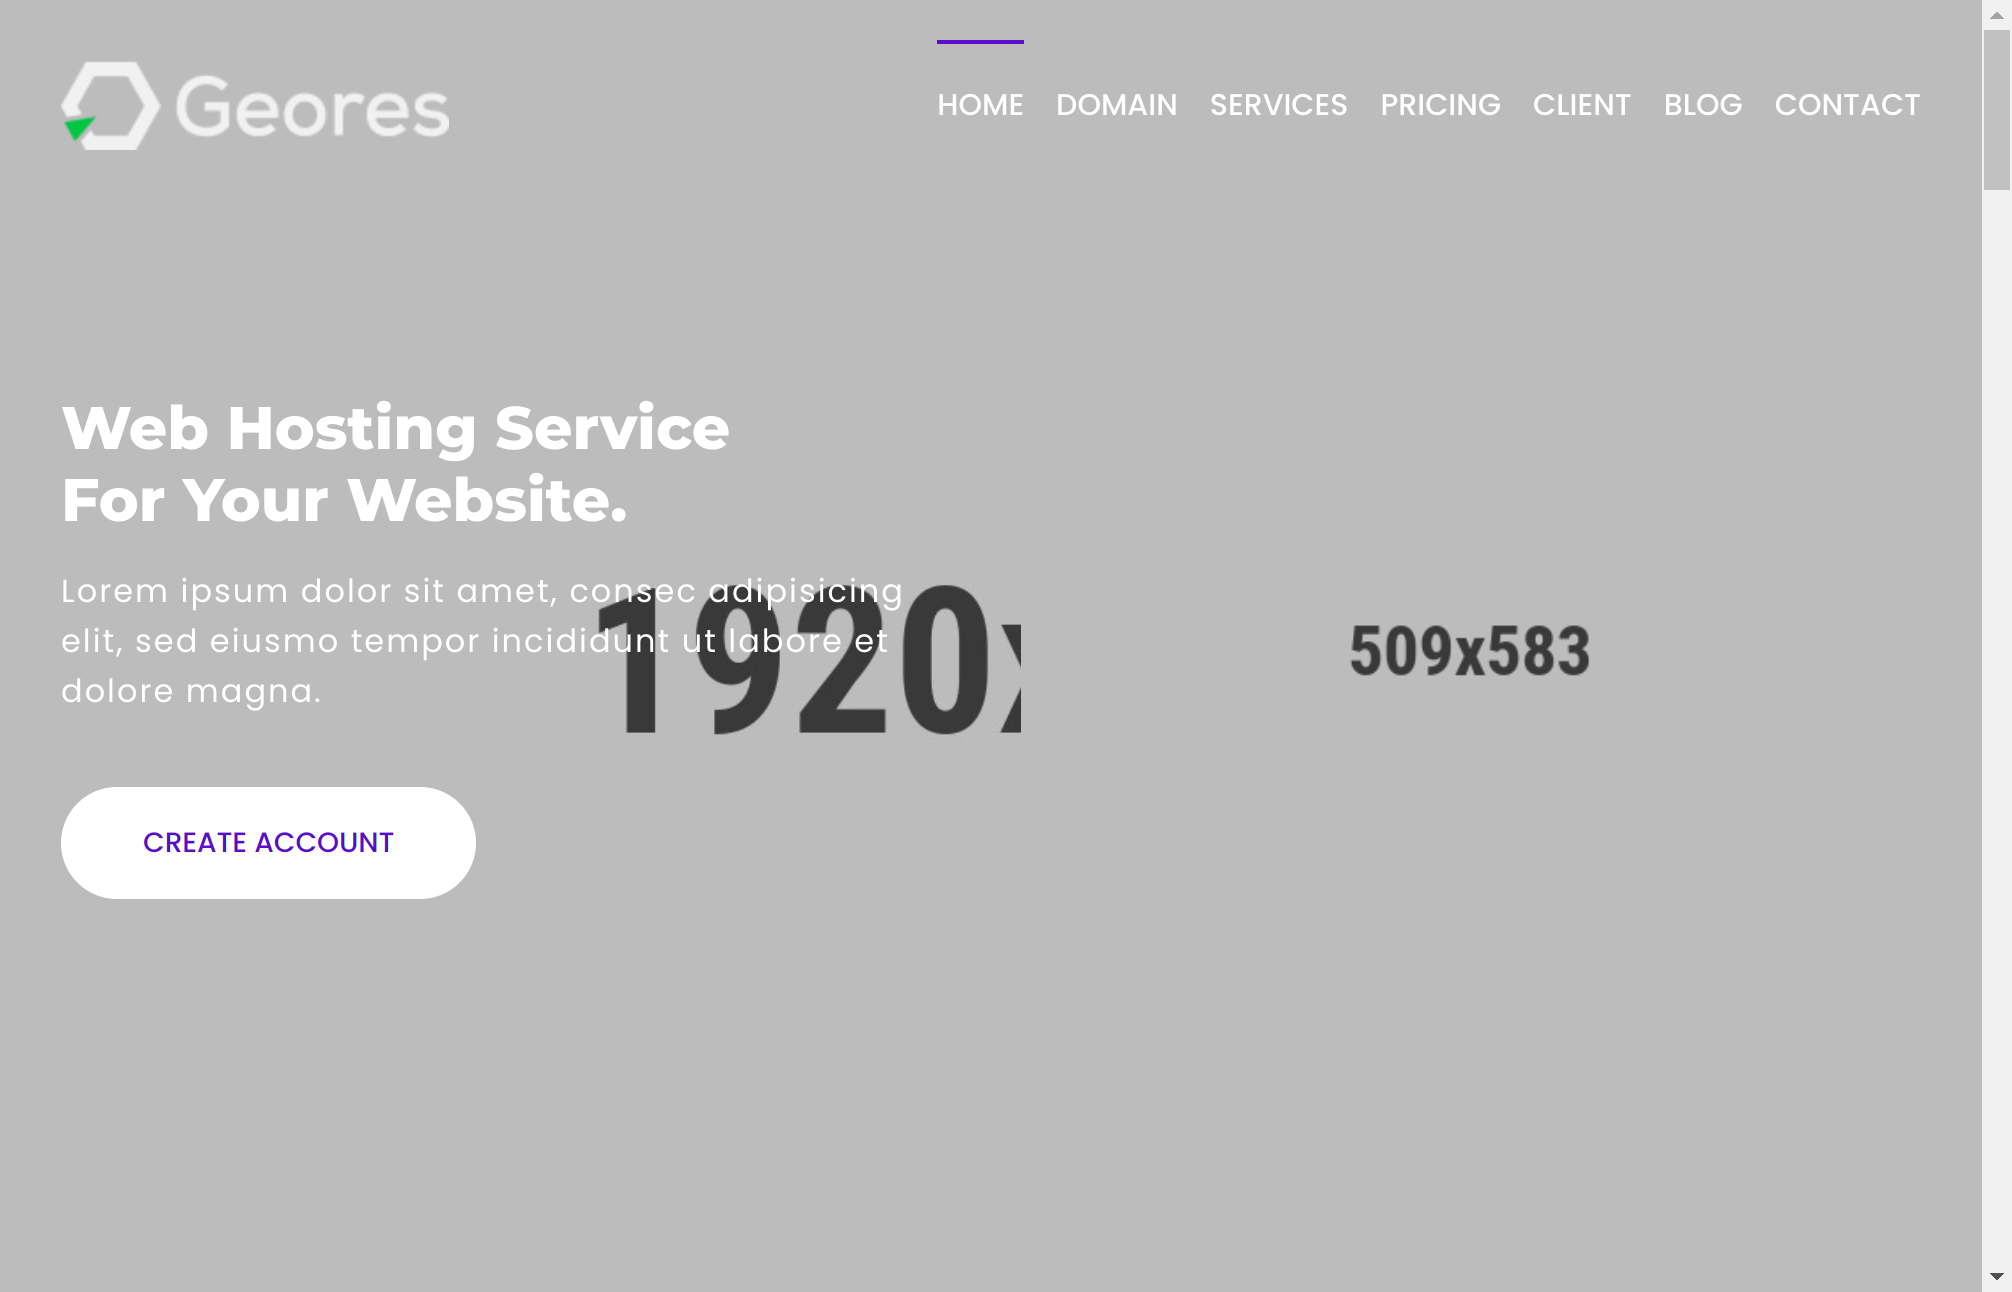 Geores
HOME DOMAIN SERVICES PRICING CLIENT BLOG CONTACT
Web Hosting Service
For Your Website.
Lorem ipsum dolor sit amet, consec adipisicing
elit, sed eiusmo tempor incididunt ut labore et
dolore magna.
1920x
509x583
CREATE ACCOUNT